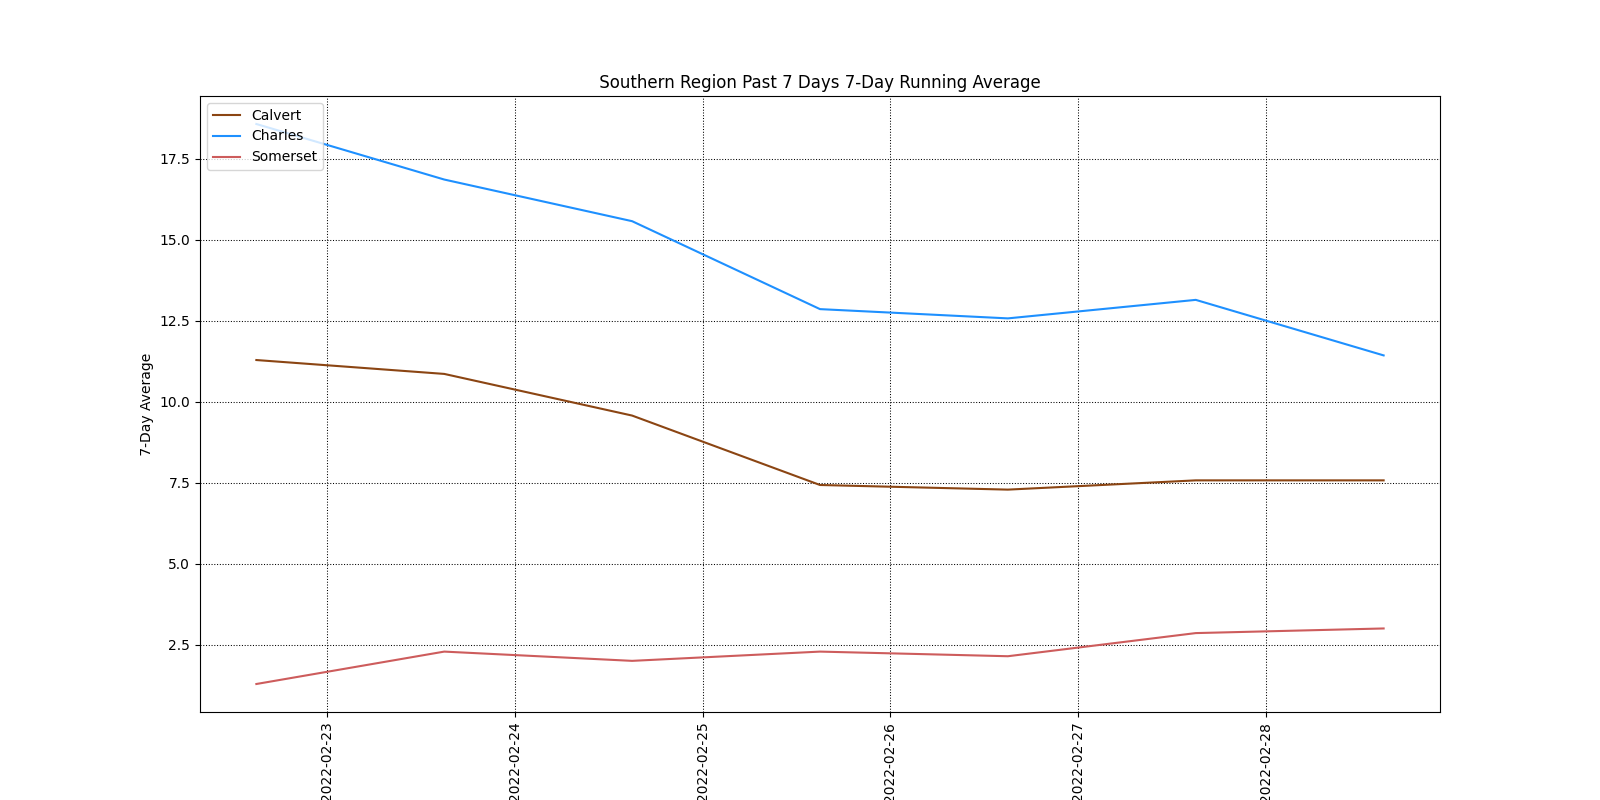 Southern Region Past 7 Days 7-Day Running Average
Calvert
Charles
Somerset
17.5
15.0
12.5
10.0
7.5
5.0
2.5
7-Day Average
2022-02-23
2022-02-24
2022-02-25
2022-02-26
2022-02-27
2022-02-28